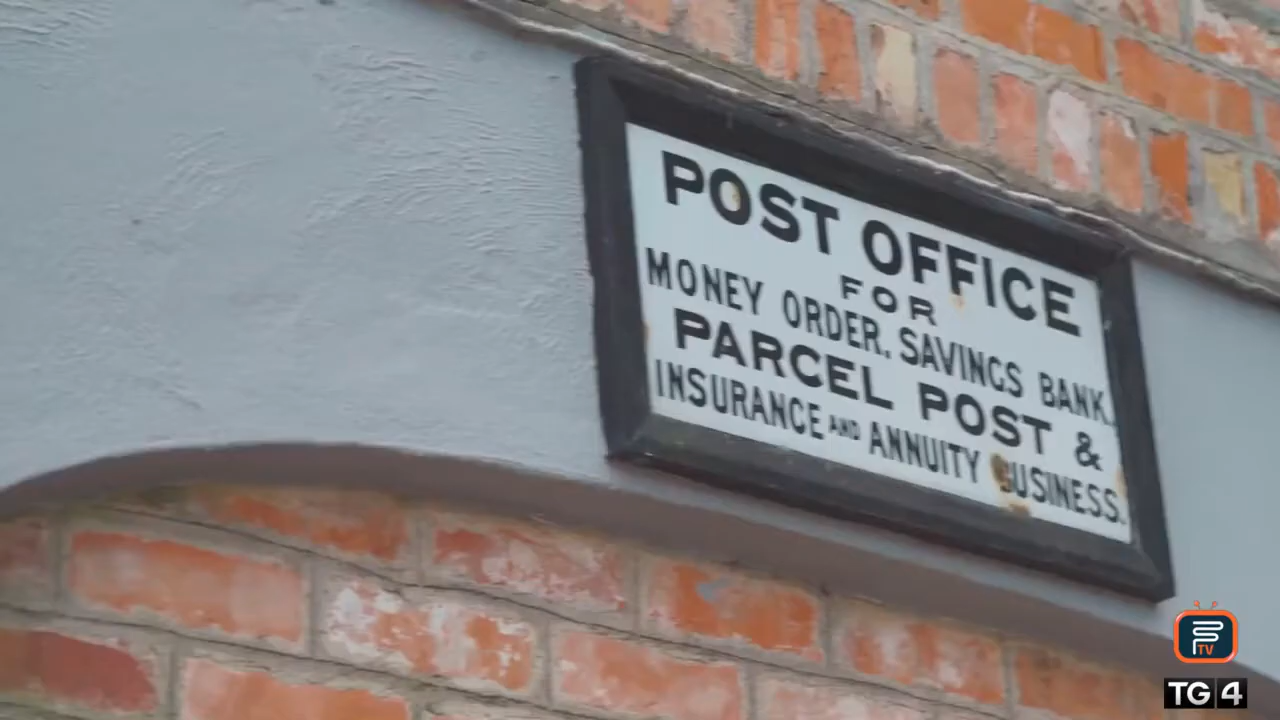 POST OFFICE
FOR
MONEY ORDER. SAVINGS BANK,
PARCEL POST &
INSURANCE AND ANNUITY BUSINESS.
TV
TG 4